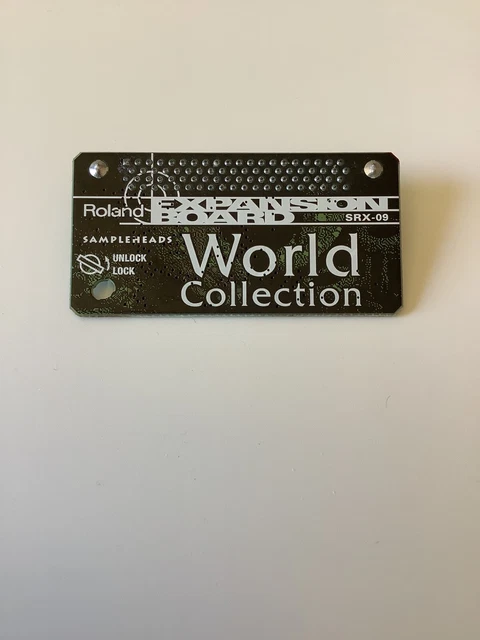 Roland EXPANSION BOARD SRX-09
SAMPLEHEADS
World
Collection
UNLOCK
LOCK